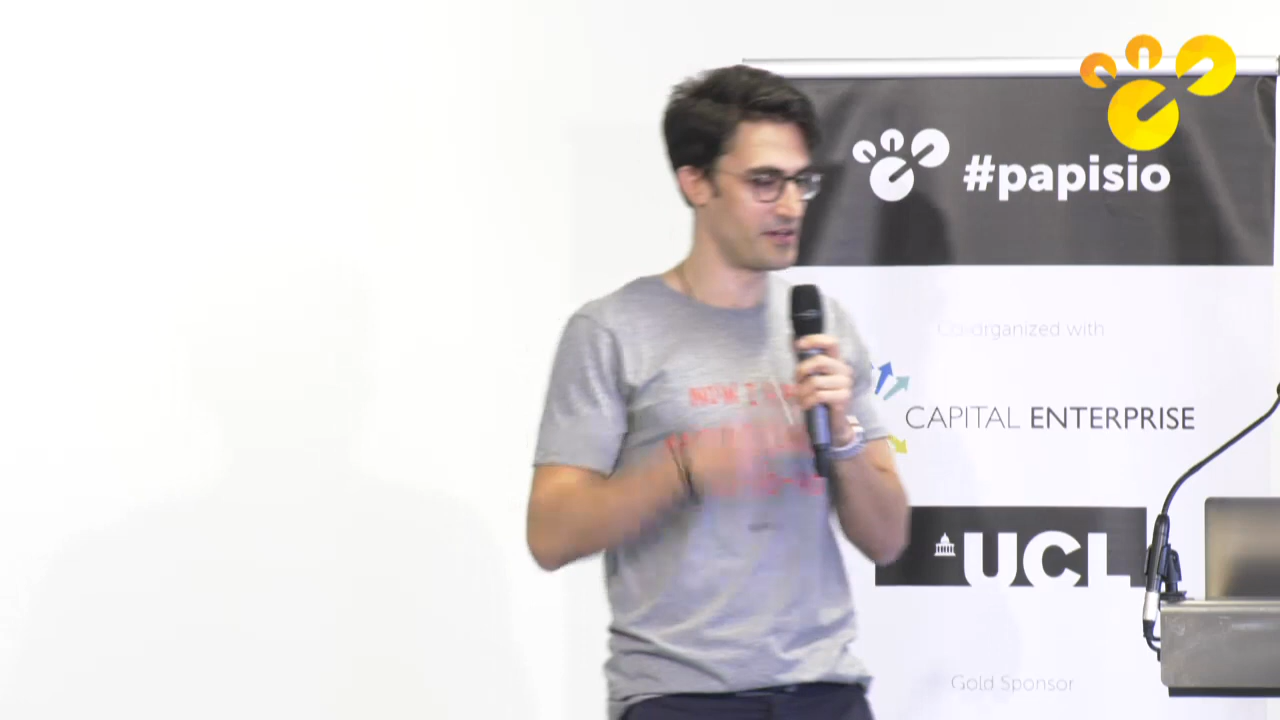 #papisio
Co-organized with
CAPITAL ENTERPRISE
UCL
Gold Sponsor